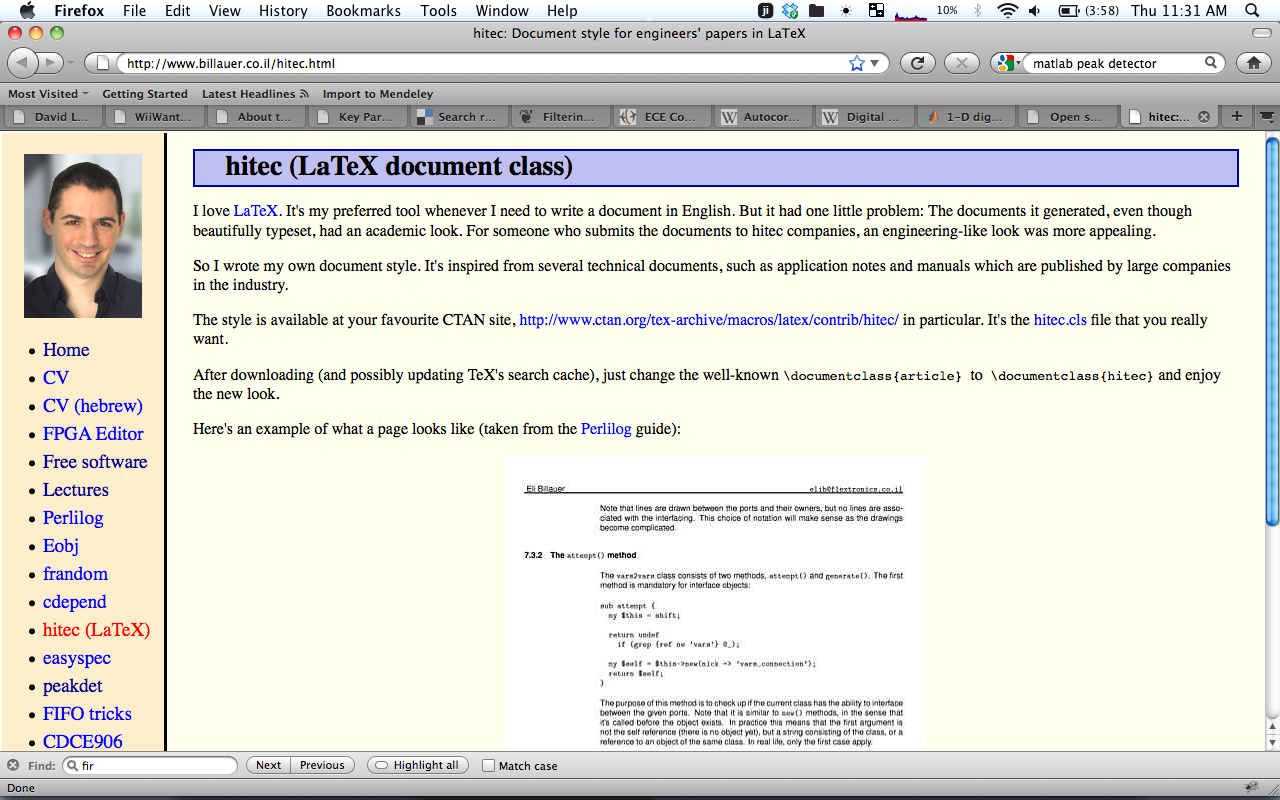 Firefox File Edit View History Bookmarks Tools Window Help
10%
(3:58)
Thu 11:31 AM
hitec: Document style for engineers' papers in LaTeX
http://www.billauer.co.il/hitec.html
matlab peak detector
Most Visited Getting Started Latest Headlines Import to Mendeley
David L... WiiWant... About t... Key Par... Search r... Filterin... ECE Co... Autocor... Digital ... 1-D dig... Open s... hitec:...
hitec (LaTeX document class)
I love LaTeX. It's my preferred tool whenever I need to write a document in English. But it had one little problem: The documents it generated, even though
beautifully typeset, had an academic look. For someone who submits the documents to hitec companies, an engineering-like look was more appealing.
So I wrote my own document style. It's inspired from several technical documents, such as application notes and manuals which are published by large companies
in the industry.
The style is available at your favourite CTAN site, http://www.ctan.org/tex-archive/macros/latex/contrib/hitec/ in particular. It's the hitec.cls file that you really
want.
After downloading (and possibly updating TeX's search cache), just change the well-known \documentclass{article} to \documentclass{hitec} and enjoy
the new look.
Here's an example of what a page looks like (taken from the Perlilog guide):
Eli Billauer elib@flextronics.co.il
Note that lines are drawn between the ports and their owners, but no lines are asso-
ciated with the interfacing. This choice of notation will make sense as the drawings
become complicated.
7.3.2 The attempt() method
The vars2vars class consists of two methods, attempt() and generate(). The first
method is mandatory for interface objects:
sub attempt {
my $this = shift;
return undef
if (grep {ref ne 'vars'} @_);
my $self = $this->new(nick => 'vars_connection');
return $self;
}
The purpose of this method is to check up if the current class has the ability to interface
between the given ports. Note that it is similar to new() methods, in the sense that
it's called before the object exists. In practice this means that the first argument is
not the self reference (there is no object yet), but a string consisting of the class, or a
reference to an object of the same class. In real life, only the first case apply.
Home
CV
CV (hebrew)
FPGA Editor
Free software
Lectures
Perlilog
Eobj
frandom
cdepend
hitec (LaTeX)
easyspec
peakdet
FIFO tricks
CDCE906
Find: fir Next Previous Highlight all Match case
Done